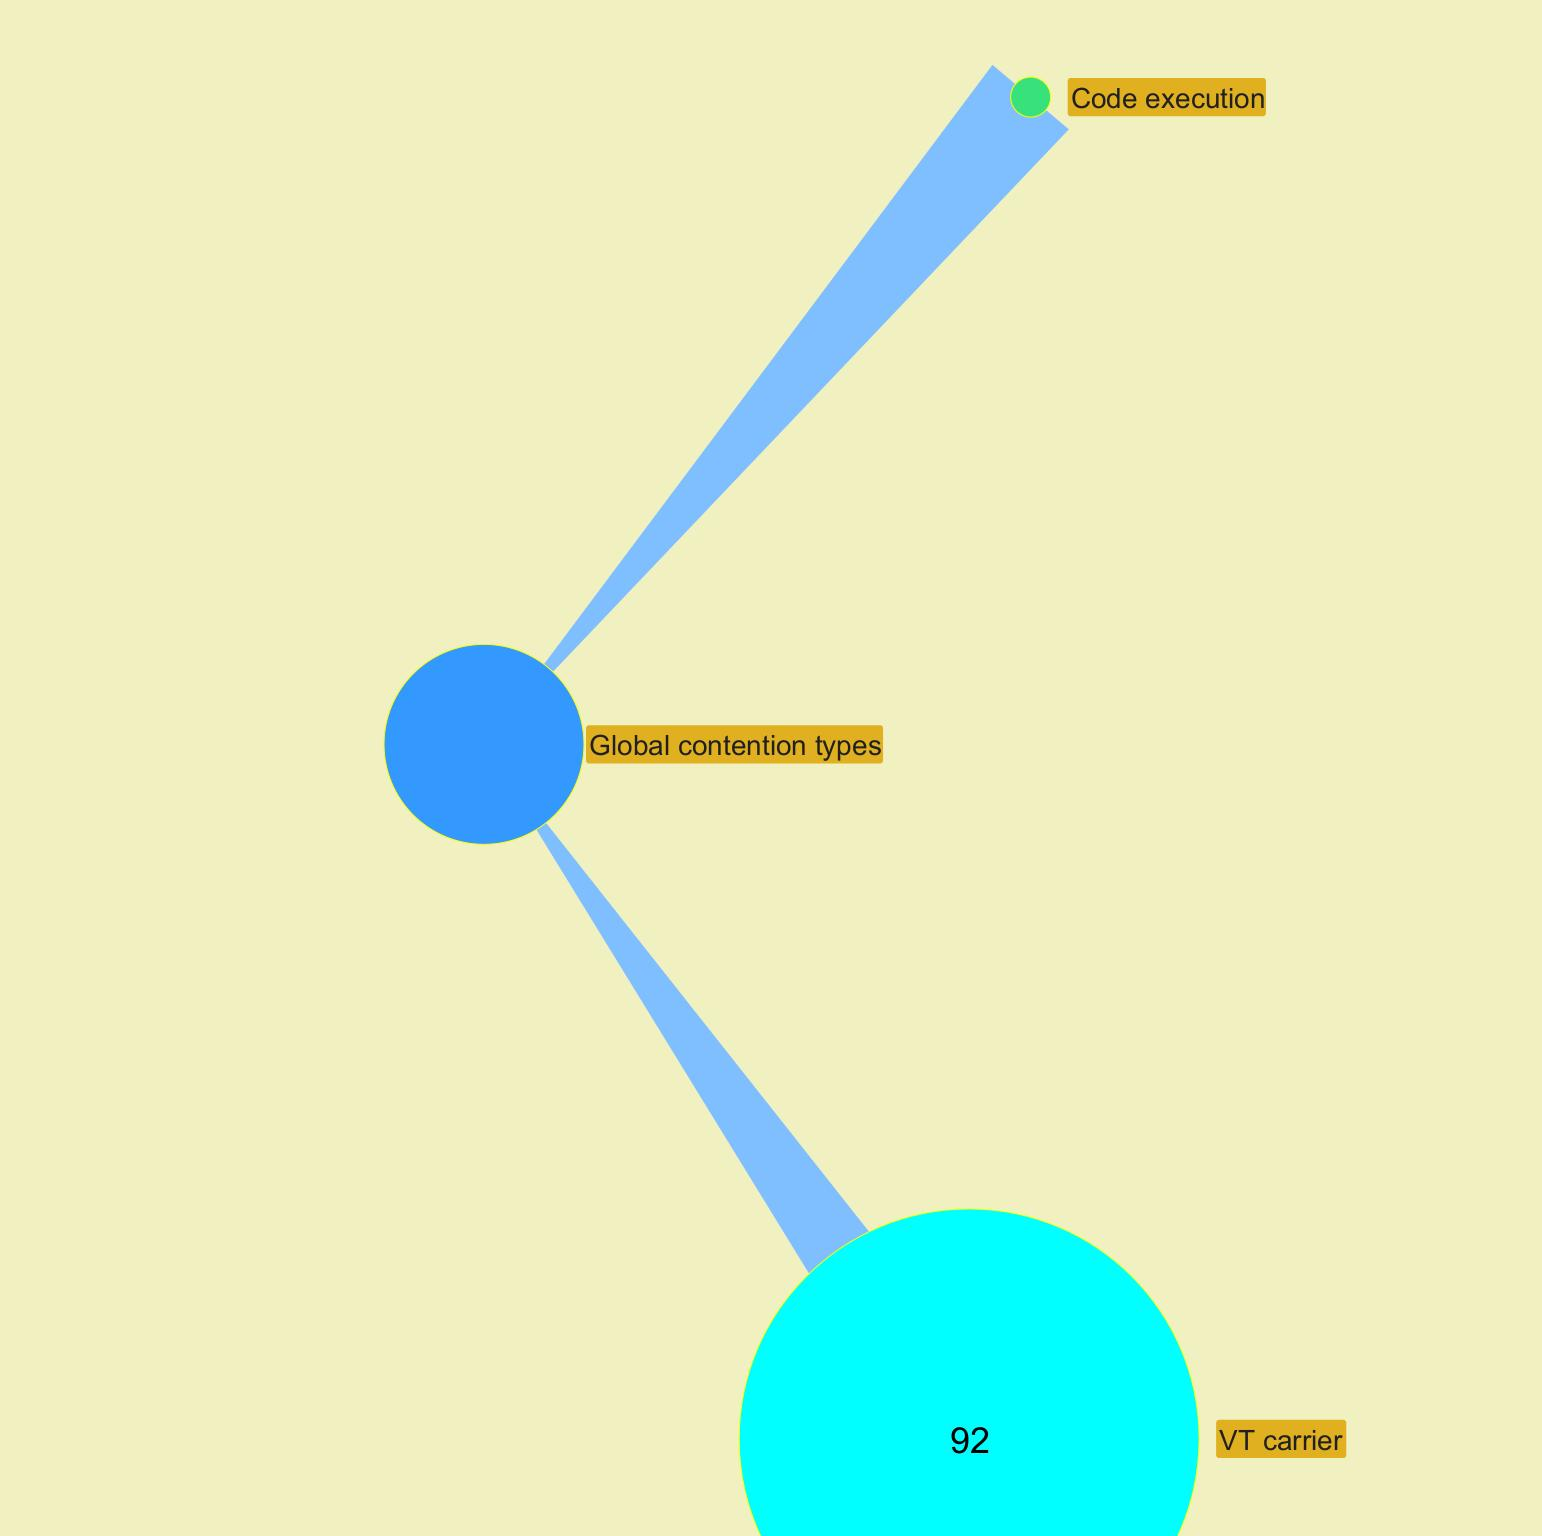 Code execution
Global contention types
92
VT carrier